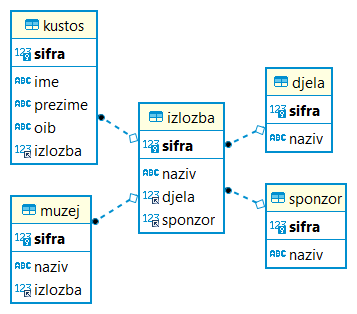 kustos
123 sifra
ABC ime
ABC prezime
ABC oib
123 izlozba
muzej
123 sifra
ABC naziv
123 izlozba
izlozba
123 sifra
ABC naziv
123 djela
123 sponzor
djela
123 sifra
ABC naziv
sponzor
123 sifra
ABC naziv